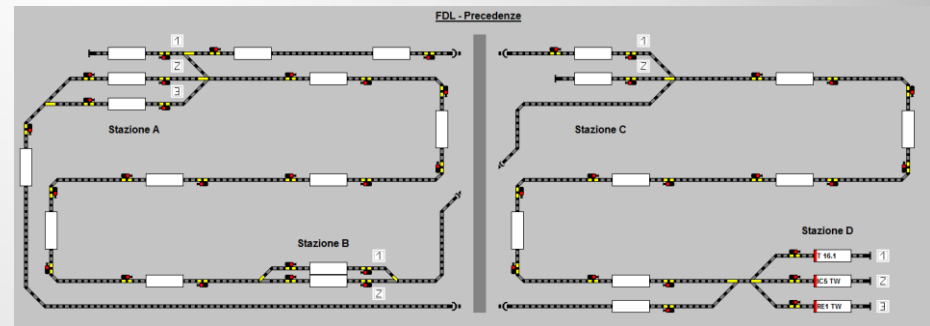 FDL - Precedenze
1
2
3
Stazione A
1
2
Stazione C
Stazione B
1
2
Stazione D
T 16.1
1
IC5 TW
2
RE1 TW
3